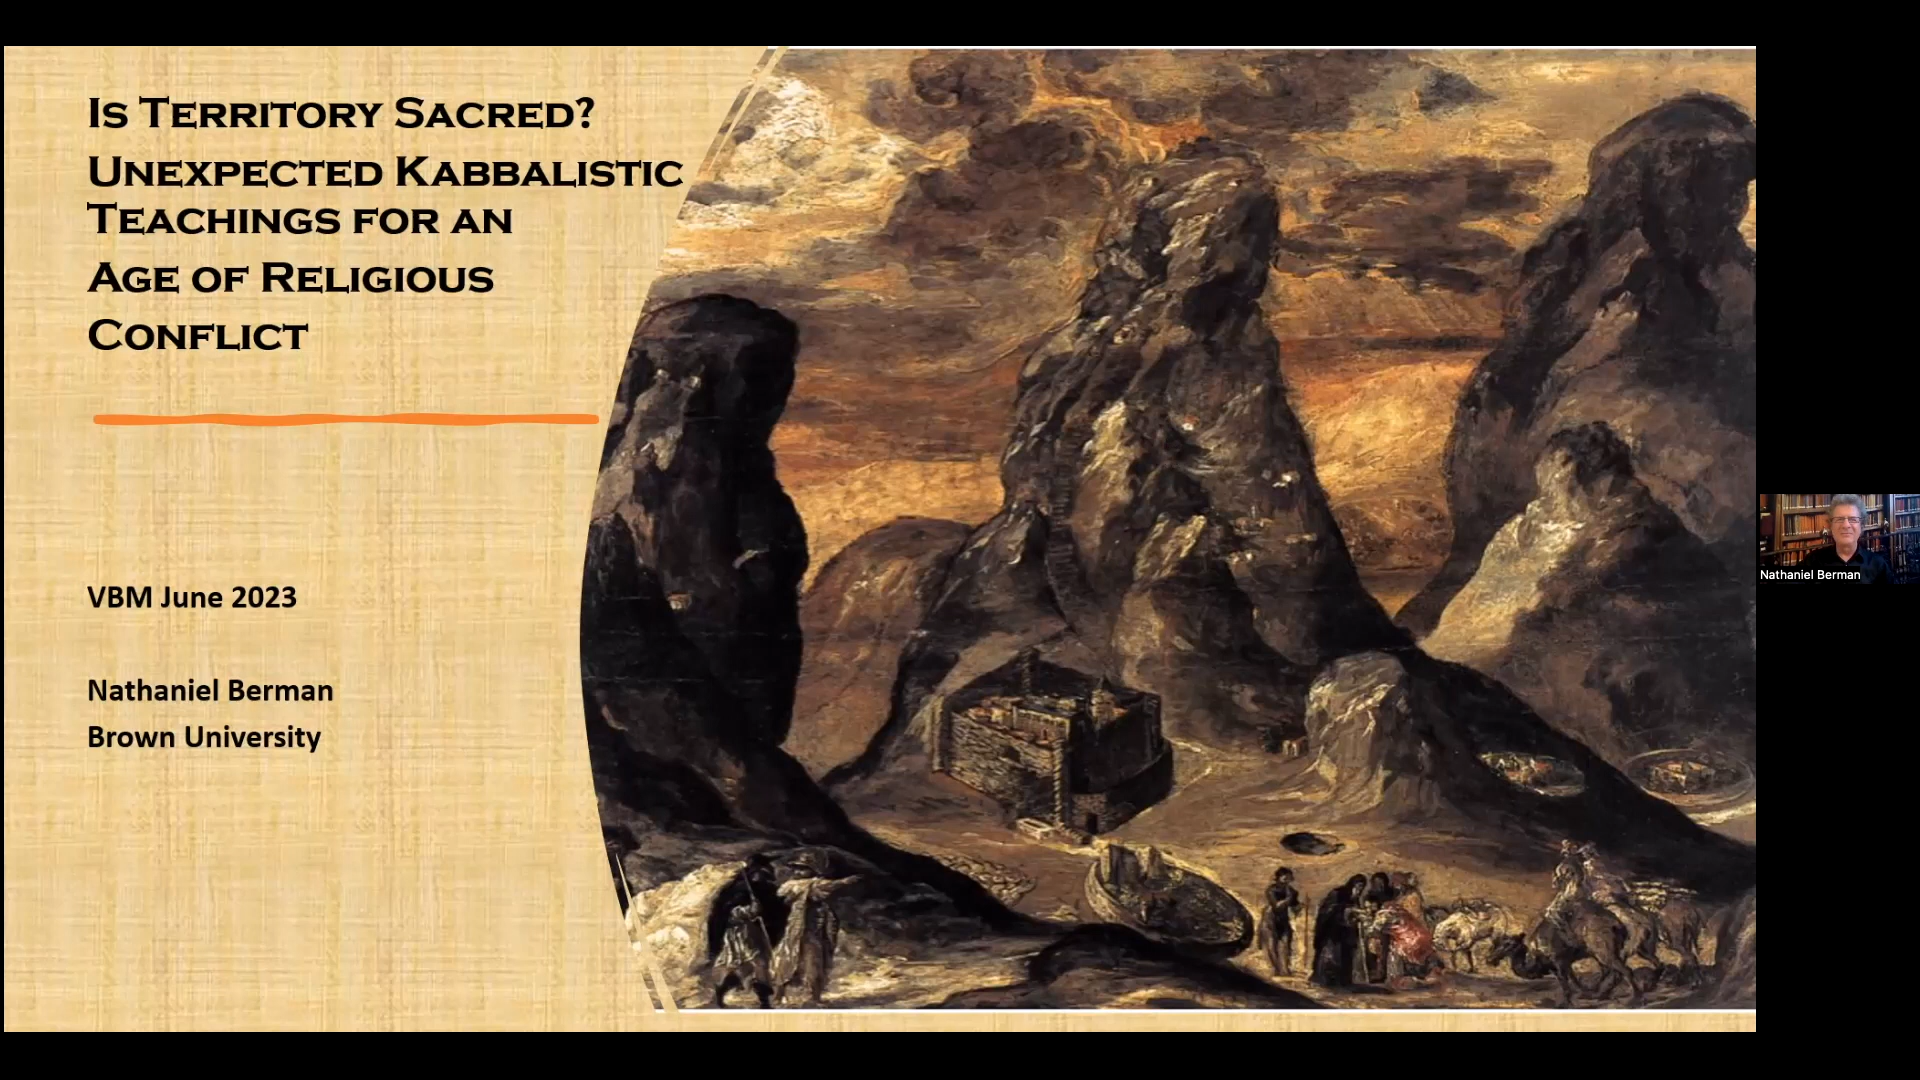 Is Territory Sacred?
Unexpected Kabbalistic
Teachings for an
Age of Religious
Conflict
VBM June 2023
Nathaniel Berman
Brown University
Nathaniel Berman